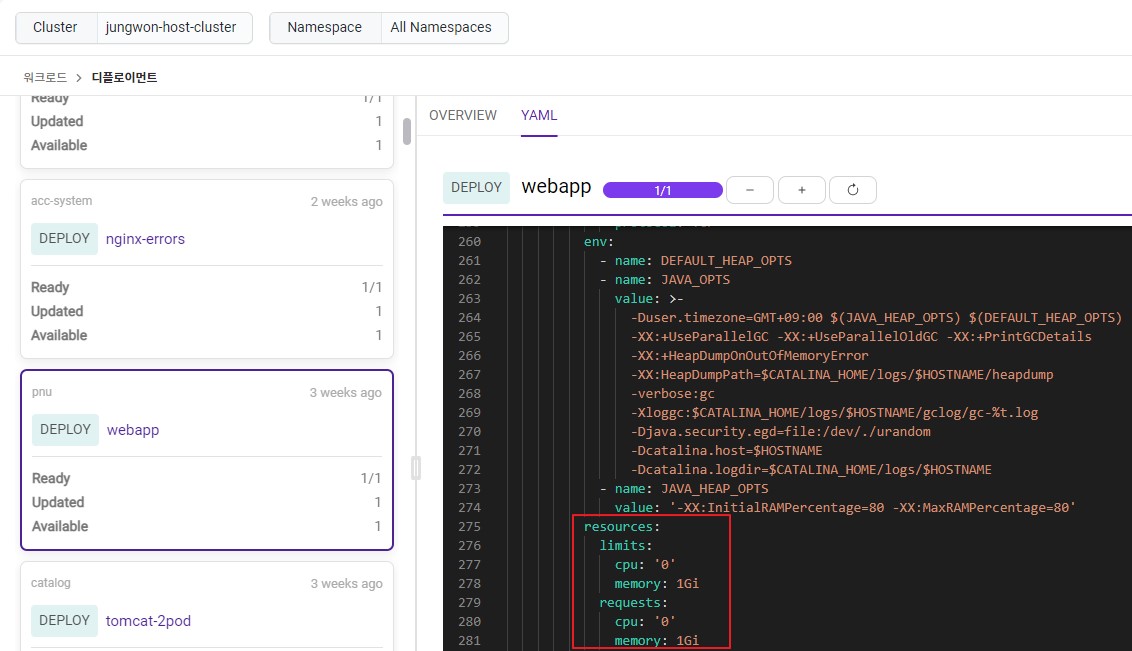 Cluster jungwon-host-cluster Namespace All Namespaces
워크로드 > 디플로이먼트
Ready 1/1
Updated 1
Available 1
acc-system 2 weeks ago
DEPLOY nginx-errors
Ready 1/1
Updated 1
Available 1
pnu 3 weeks ago
DEPLOY webapp
Ready 1/1
Updated 1
Available 1
catalog 3 weeks ago
DEPLOY tomcat-2pod
OVERVIEW YAML
DEPLOY webapp 1/1 − +
260 env:
261 - name: DEFAULT_HEAP_OPTS
262 - name: JAVA_OPTS
263 value: >-
264 -Duser.timezone=GMT+09:00 $(JAVA_HEAP_OPTS) $(DEFAULT_HEAP_OPTS)
265 -XX:+UseParallelGC -XX:+UseParallelOldGC -XX:+PrintGCDetails
266 -XX:+HeapDumpOnOutOfMemoryError
267 -XX:HeapDumpPath=$CATALINA_HOME/logs/$HOSTNAME/heapdump
268 -verbose:gc
269 -Xloggc:$CATALINA_HOME/logs/$HOSTNAME/gclog/gc-%t.log
270 -Djava.security.egd=file:/dev/./urandom
271 -Dcatalina.host=$HOSTNAME
272 -Dcatalina.logdir=$CATALINA_HOME/logs/$HOSTNAME
273 - name: JAVA_HEAP_OPTS
274 value: '-XX:InitialRAMPercentage=80 -XX:MaxRAMPercentage=80'
275 resources:
276 limits:
277 cpu: '0'
278 memory: 1Gi
279 requests:
280 cpu: '0'
281 memory: 1Gi